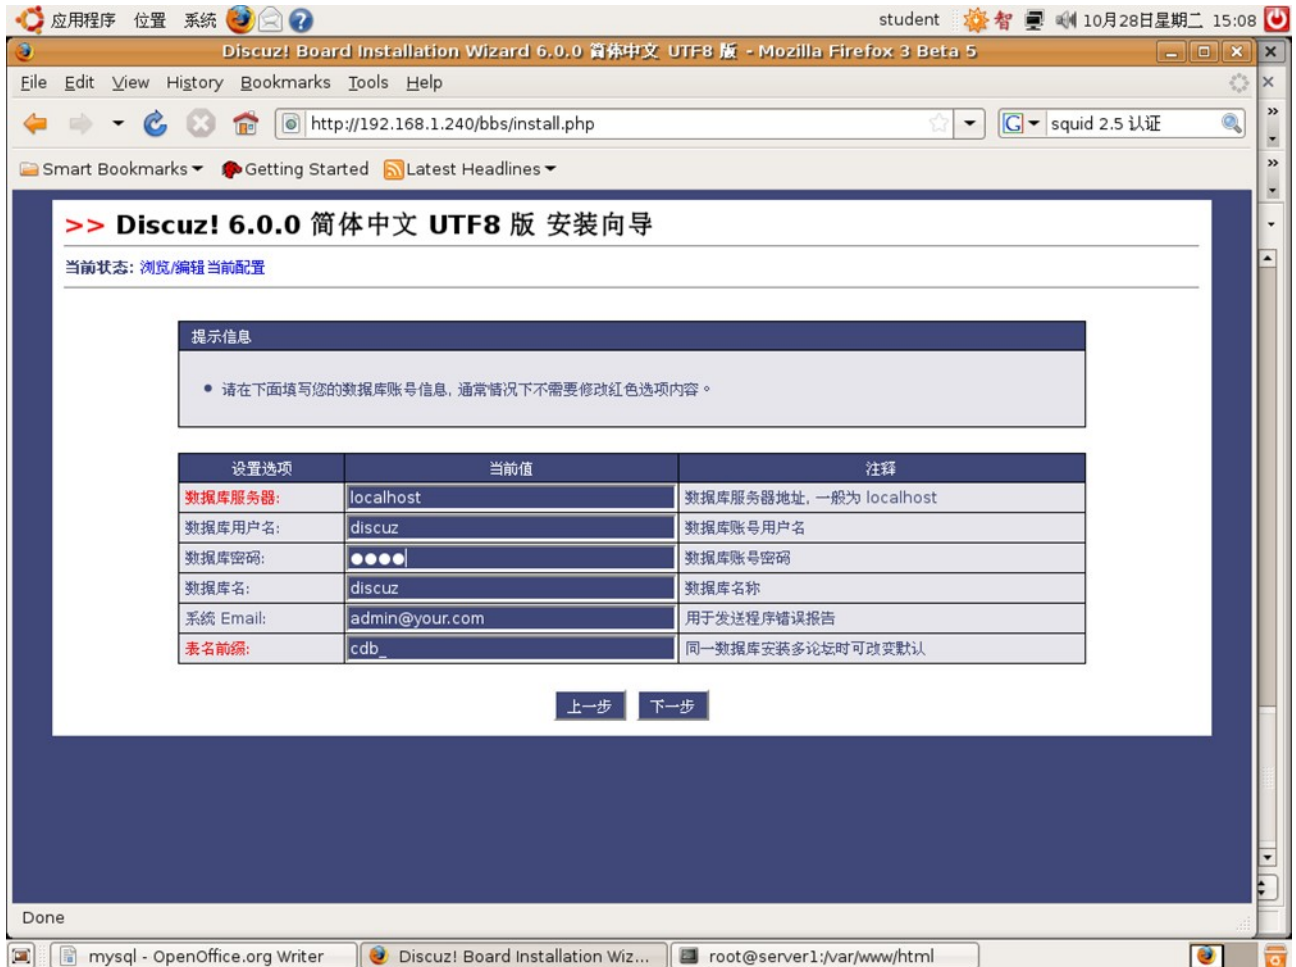 应用程序 位置 系统 student 智 10月28日星期二 15:08
Discuz! Board Installation Wizard 6.0.0 简体中文 UTF8 版 - Mozilla Firefox 3 Beta 5
File Edit View History Bookmarks Tools Help
http://192.168.1.240/bbs/install.php G squid 2.5 认证
Smart Bookmarks Getting Started Latest Headlines
>> Discuz! 6.0.0 简体中文 UTF8 版 安装向导
当前状态: 浏览/编辑当前配置
提示信息
• 请在下面填写您的数据库账号信息, 通常情况下不需要修改红色选项内容。
设置选项 当前值 注释
数据库服务器: localhost 数据库服务器地址, 一般为 localhost
数据库用户名: discuz 数据库账号用户名
数据库密码: ●●●● 数据库账号密码
数据库名: discuz 数据库名称
系统 Email: admin@your.com 用于发送程序错误报告
表名前缀: cdb_ 同一数据库安装多论坛时可改变默认
上一步 下一步
Done
mysql - OpenOffice.org Writer Discuz! Board Installation Wiz... root@server1:/var/www/html